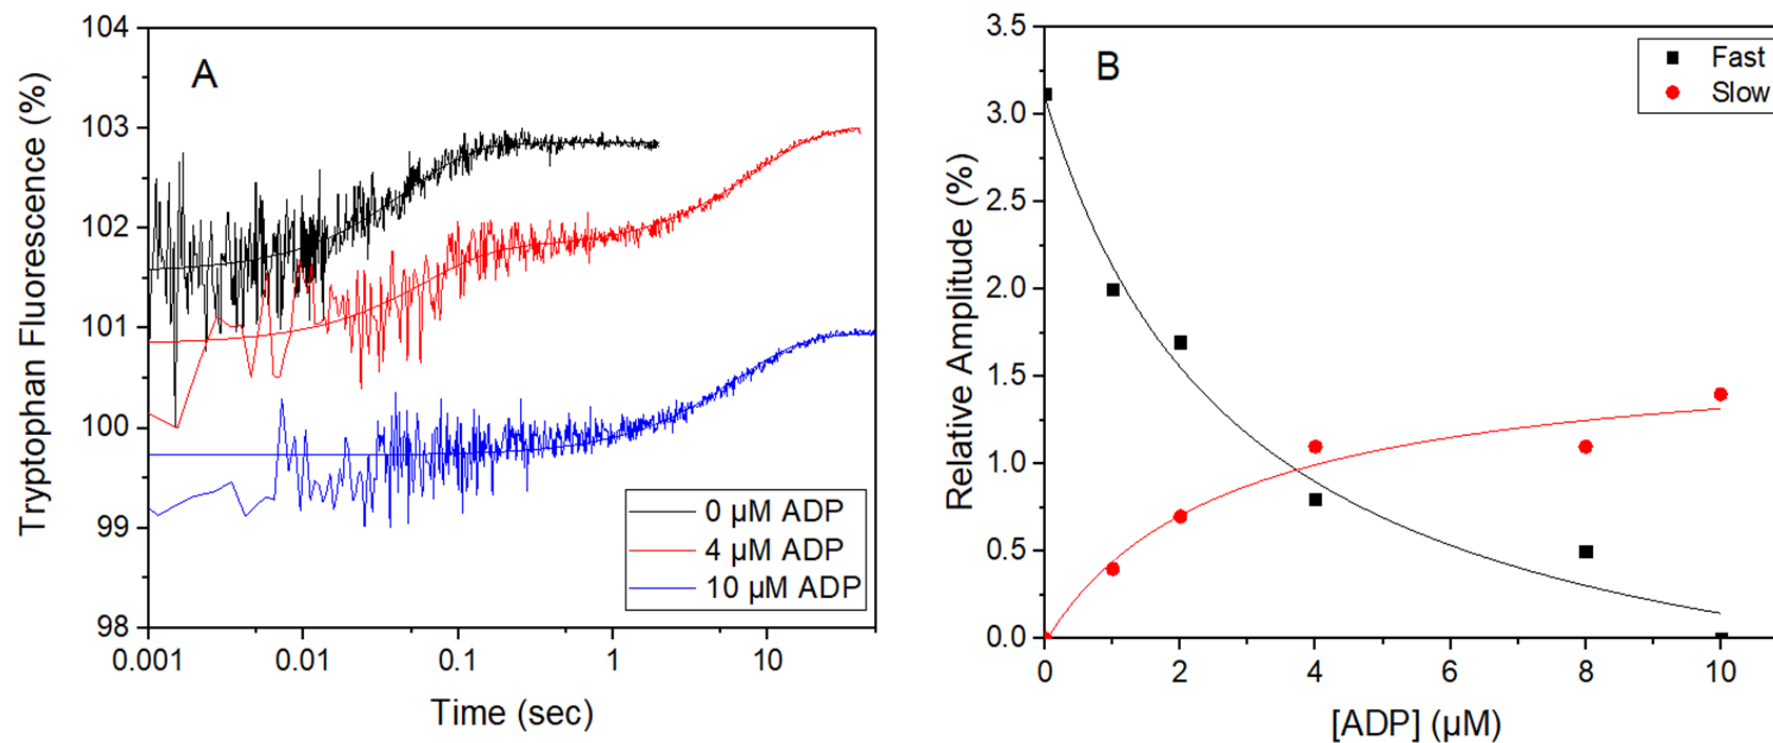 A
Tryptophan Fluorescence (%)
104
103
102
101
100
99
98
0.001
0.01
0.1
1
10
Time (sec)
0 µM ADP
4 µM ADP
10 µM ADP
B
Relative Amplitude (%)
3.5
3.0
2.5
2.0
1.5
1.0
0.5
0.0
0
2
4
6
8
10
[ADP] (µM)
Fast
Slow